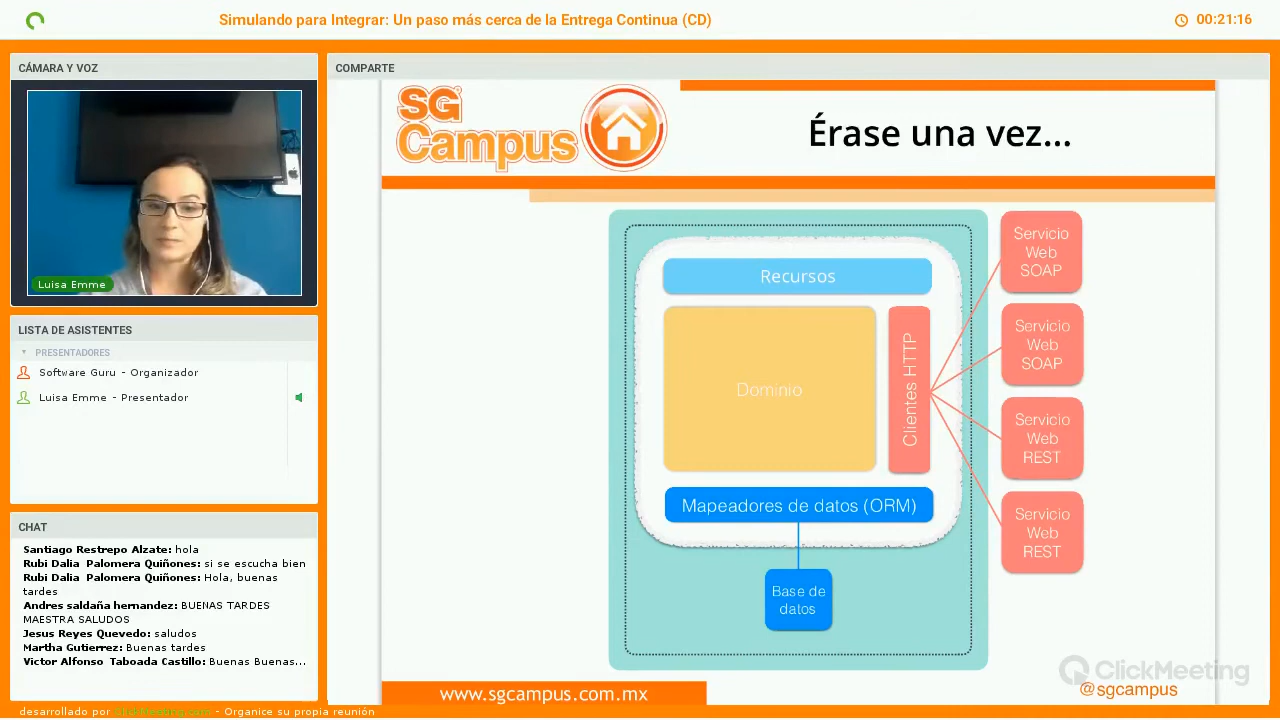 Simulando para Integrar: Un paso más cerca de la Entrega Continua (CD)
00:21:16
CÁMARA Y VOZ
Luisa Emme
LISTA DE ASISTENTES
PRESENTADORES
Software Guru - Organizador
Luisa Emme - Presentador
CHAT
Santiago Restrepo Alzate: hola
Rubi Dalia Palomera Quiñones: si se escucha bien
Rubi Dalia Palomera Quiñones: Hola, buenas
tardes
Andres saldaña hernandez: BUENAS TARDES
MAESTRA SALUDOS
Jesus Reyes Quevedo: saludos
Martha Gutierrez: Buenas tardes
Victor Alfonso Taboada Castillo: Buenas Buenas...
desarrollado por ClickMeeting.com - Organice su propia reunión
COMPARTE
SG
Campus
Érase una vez...
Recursos
Dominio
Clientes HTTP
Mapeadores de datos (ORM)
Base de
datos
Servicio
Web
SOAP
Servicio
Web
SOAP
Servicio
Web
REST
Servicio
Web
REST
www.sgcampus.com.mx
ClickMeeting
@sgcampus